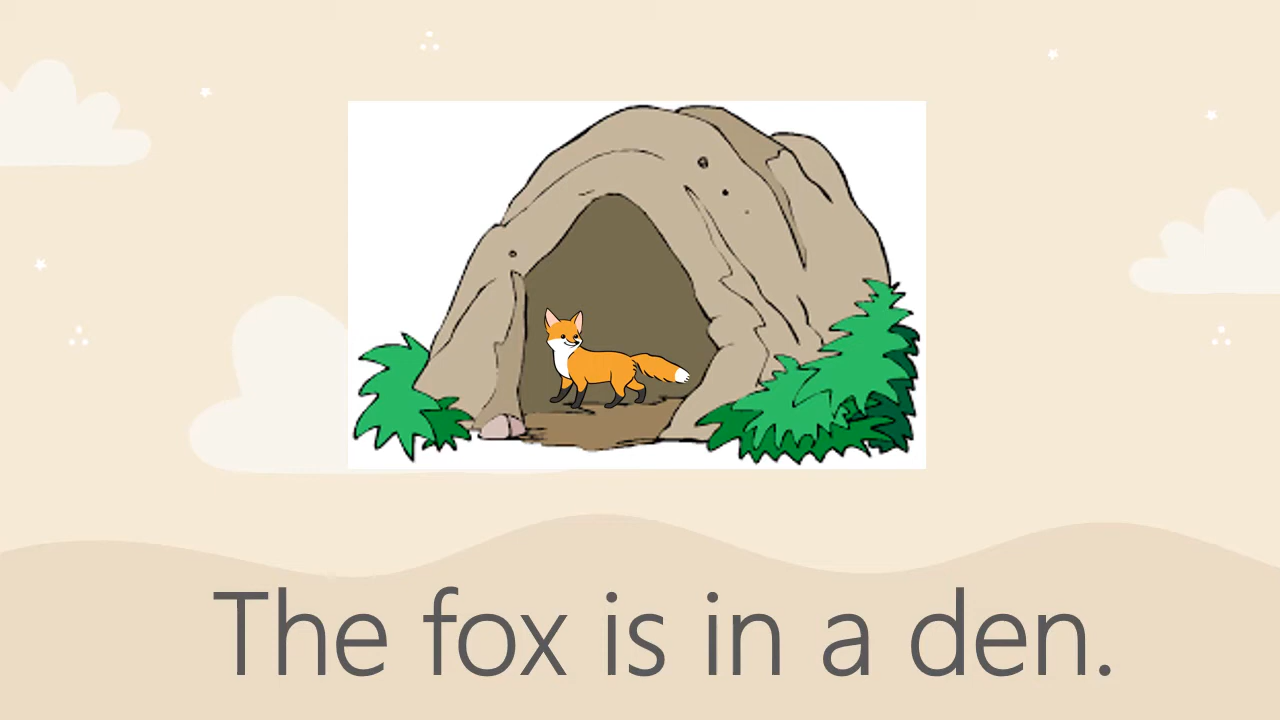 The fox is in a den.